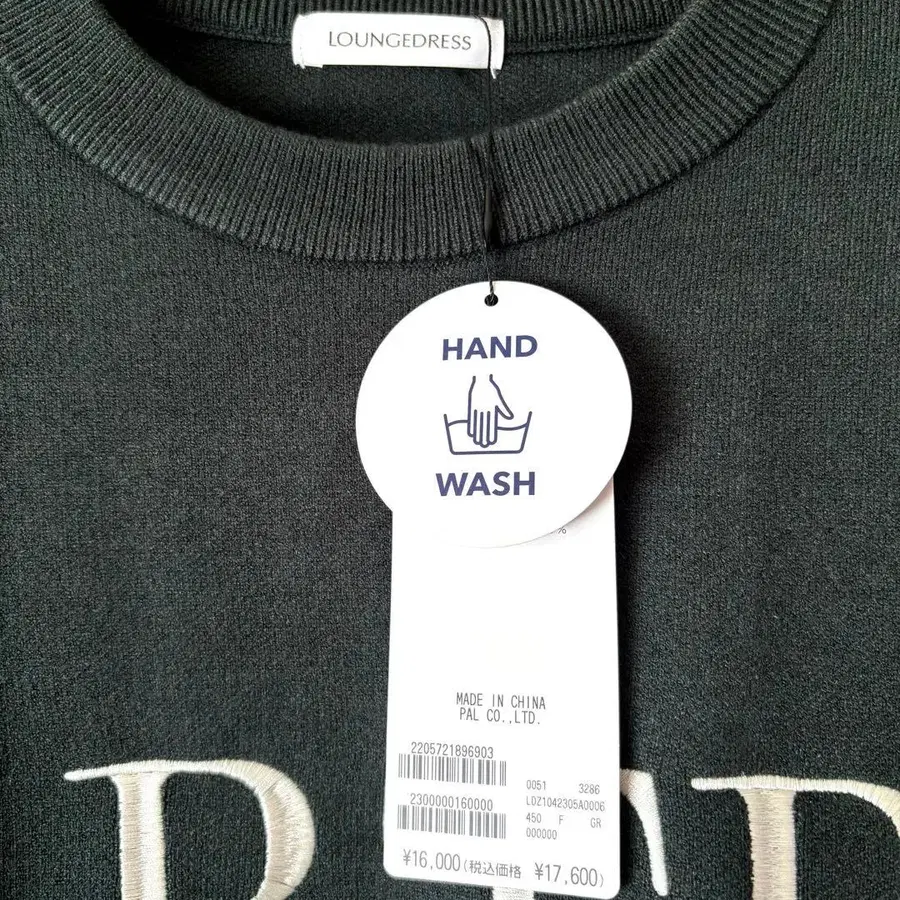 LOUNGEDRESS
HAND
WASH
%
MADE IN CHINA
PAL CO.,LTD.
2205721896903
0051 3286
2300000160000
LDZ1042305A0006
450 F GR
000000
¥16,000(税込価格 ¥17,600)